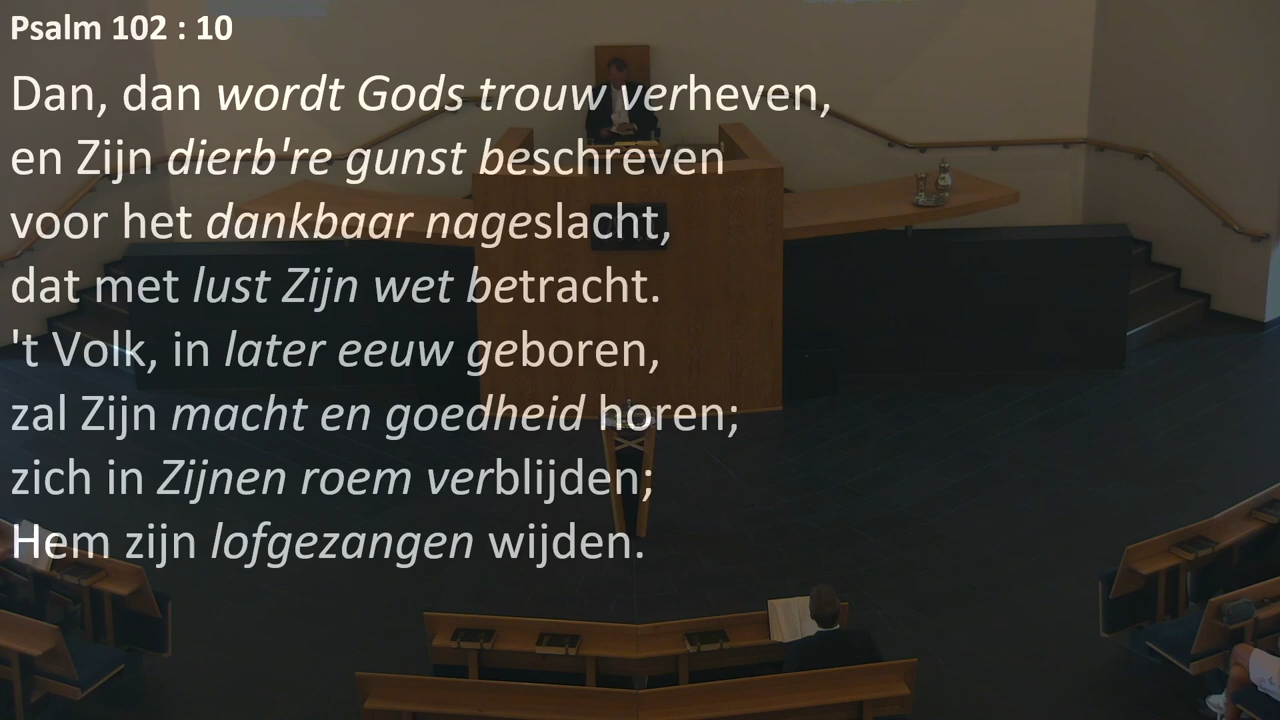 Psalm 102 : 10
Dan, dan wordt Gods trouw verheven,
en Zijn dierb're gunst beschreven
voor het dankbaar nageslacht,
dat met lust Zijn wet betracht.
't Volk, in later eeuw geboren,
zal Zijn macht en goedheid horen;
zich in Zijnen roem verblijden;
Hem zijn lofgezangen wijden.